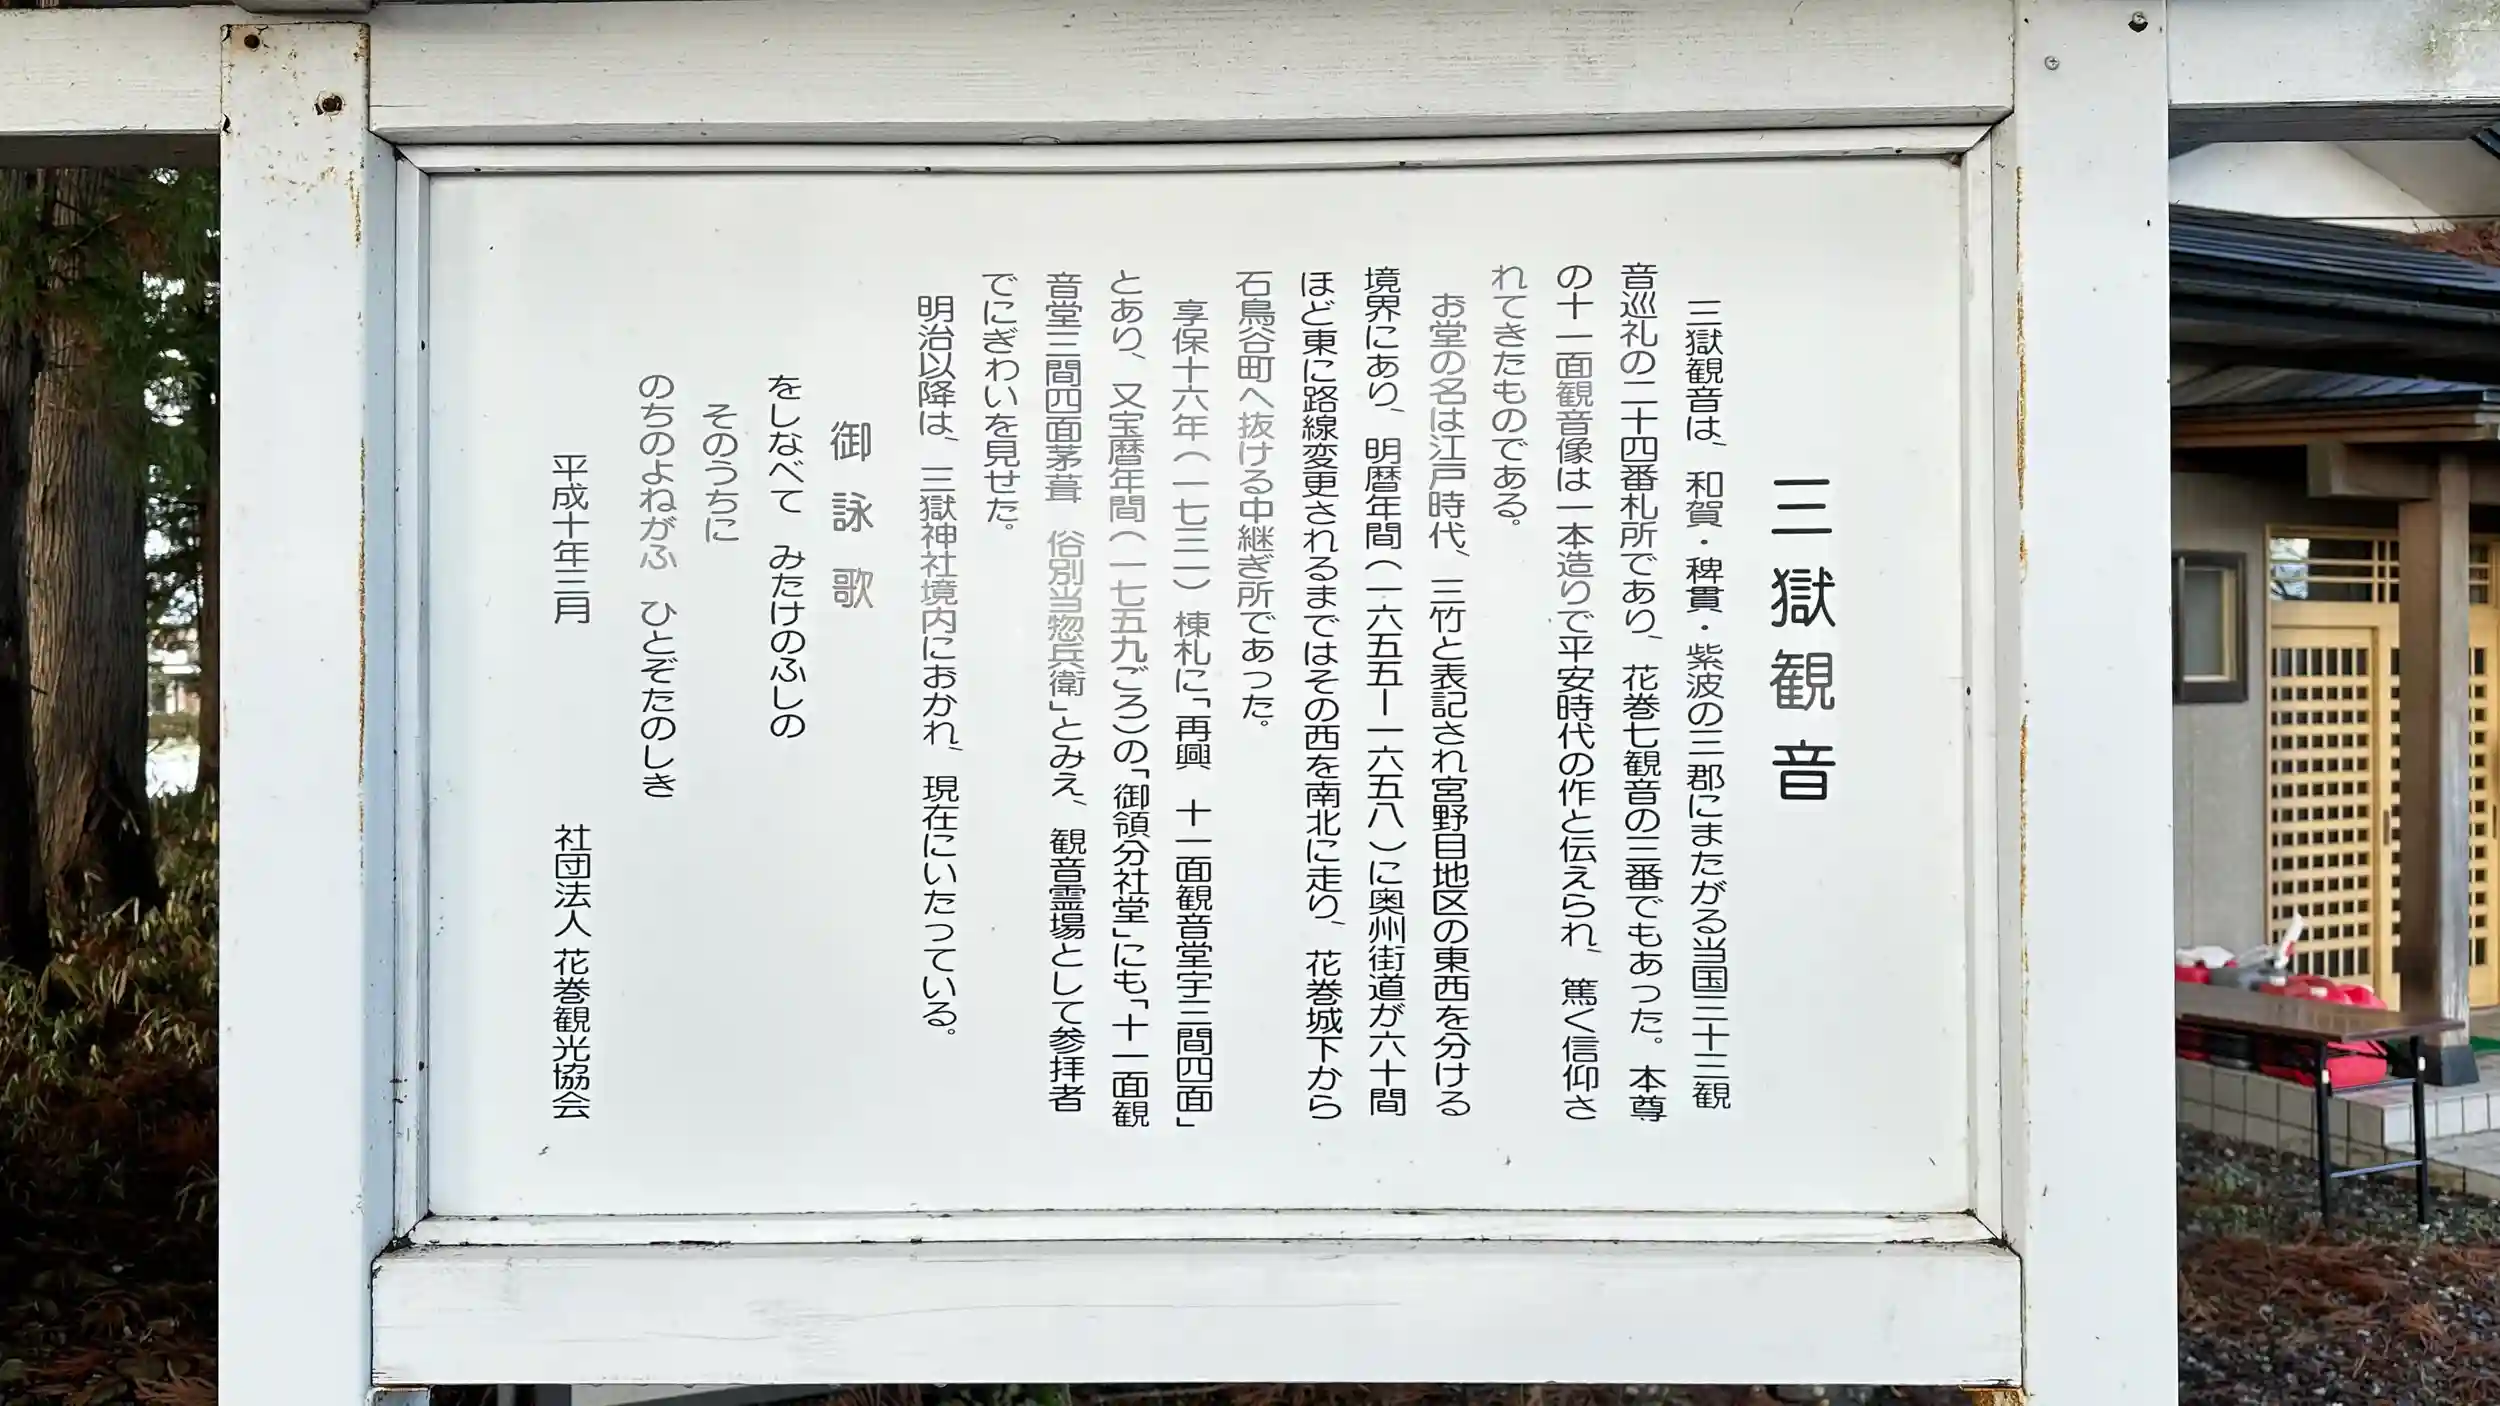 三獄観音
三獄観音は、和賀・稗貫・紫波の三郡にまたがる当国三十三観
音巡礼の二十四番札所であり、花巻七観音の三番でもあった。本尊
の十一面観音像は一本造りで平安時代の作と伝えられ、篤く信仰さ
れてきたものである。
お堂の名は江戸時代、三竹と表記され宮野目地区の東西を分ける
境界にあり、明暦年間(一六五五ー一六五八)に奥州街道が六十間
ほど東に路線変更されるまではその西を南北に走り、花巻城下から
石鳥谷町へ抜ける中継ぎ所であった。
享保十六年(一七三一)棟札に「再興 十一面観音堂宇三間四面」
とあり、又宝暦年間(一七五九ごろ)の「御領分社堂」にも「十一面観
音堂三間四面茅葺 俗別当惣兵衛」とみえ、観音霊場として参拝者
でにぎわいを見せた。
明治以降は、三獄神社境内におかれ、現在にいたっている。
御詠歌
をしなべて みたけのふしの
そのうちに
のちのよねがふ ひとぞたのしき
平成十年三月 社団法人 花巻観光協会